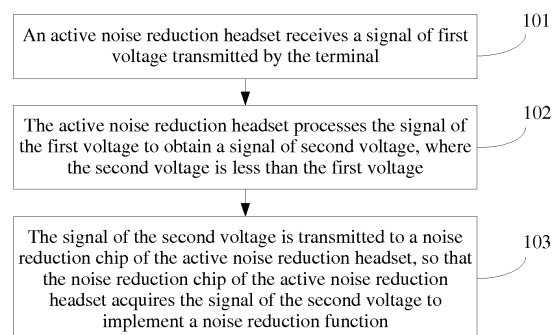 101
An active noise reduction headset receives a signal of first
voltage transmitted by the terminal
102
The active noise reduction headset processes the signal of
the first voltage to obtain a signal of second voltage, where
the second voltage is less than the first voltage
103
The signal of the second voltage is transmitted to a noise
reduction chip of the active noise reduction headset, so that
the noise reduction chip of the active noise reduction
headset acquires the signal of the second voltage to
implement a noise reduction function